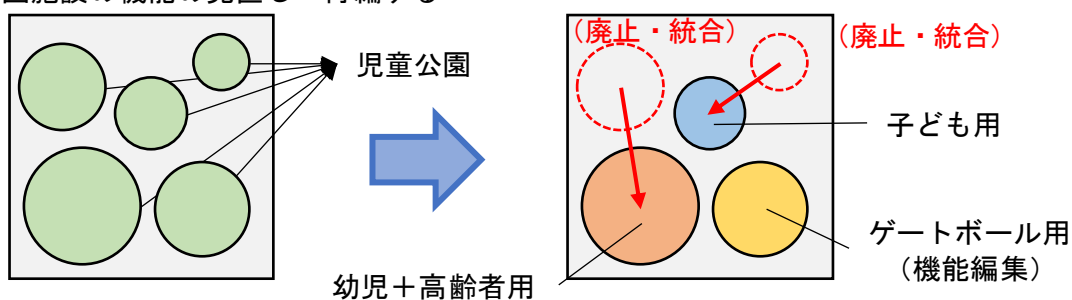 児童公園
(廃止・統合)
(廃止・統合)
子ども用
ゲートボール用
(機能編集)
幼児＋高齢者用